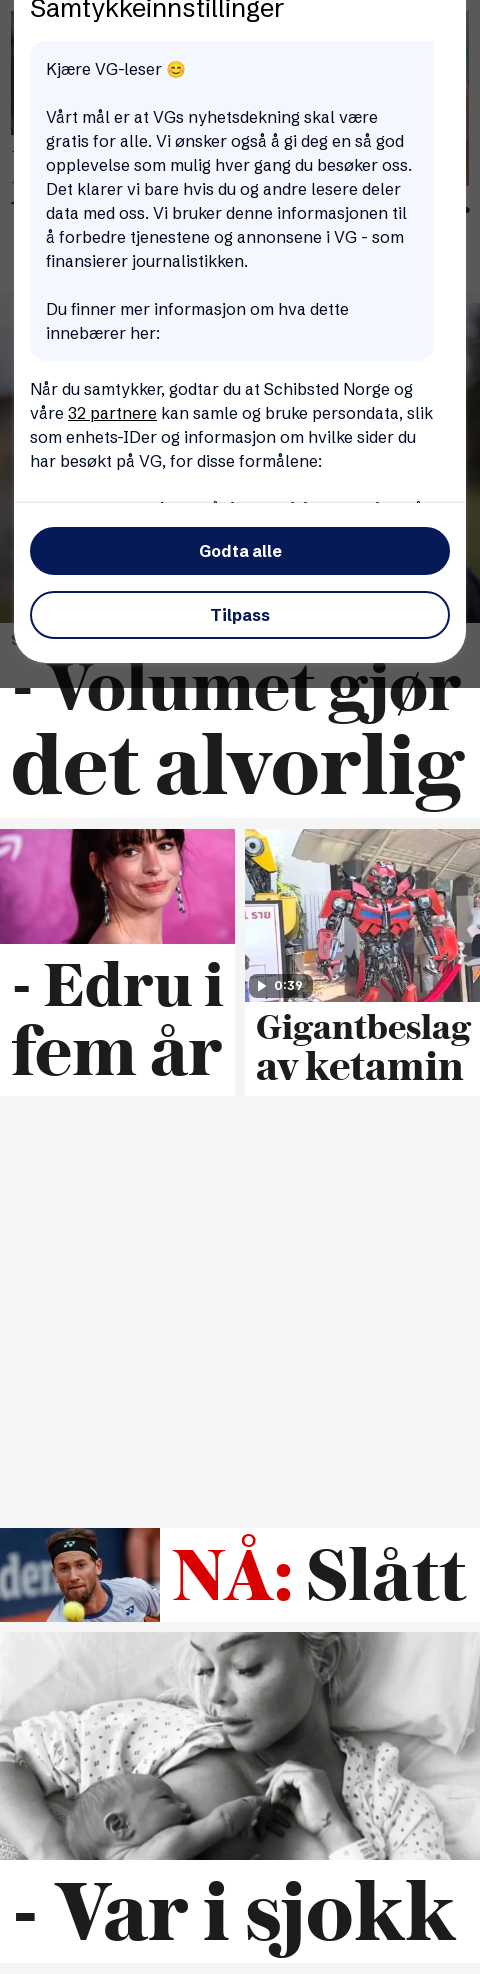 Samtykkeinnstillinger
Kjære VG-leser 😊
Vårt mål er at VGs nyhetsdekning skal være
gratis for alle. Vi ønsker også å gi deg en så god
opplevelse som mulig hver gang du besøker oss.
Det klarer vi bare hvis du og andre lesere deler
data med oss. Vi bruker denne informasjonen til
å forbedre tjenestene og annonsene i VG - som
finansierer journalistikken.
Du finner mer informasjon om hva dette
innebærer her:
Når du samtykker, godtar du at Schibsted Norge og
våre 32 partnere kan samle og bruke persondata, slik
som enhets-IDer og informasjon om hvilke sider du
har besøkt på VG, for disse formålene:
Godta alle
Tilpass
- Volumet gjør
det alvorlig
0:39
- Edru i
fem år
Gigantbeslag
av ketamin
NÅ: Slått
- Var i sjokk